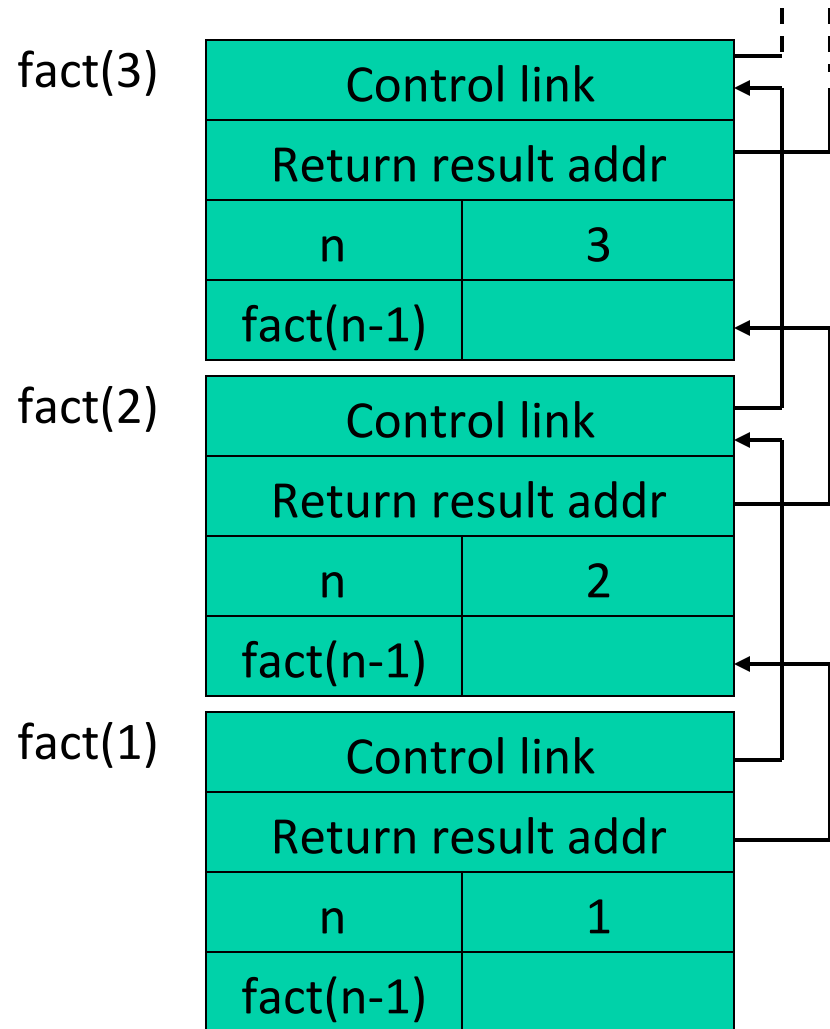 fact(3)
Control link
Return result addr
n 3
fact(n-1)
fact(2)
Control link
Return result addr
n 2
fact(n-1)
fact(1)
Control link
Return result addr
n 1
fact(n-1)